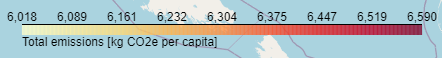 6,018 6,089 6,161 6,232 6,304 6,375 6,447 6,519 6,590
Total emissions [kg CO2e per capita]